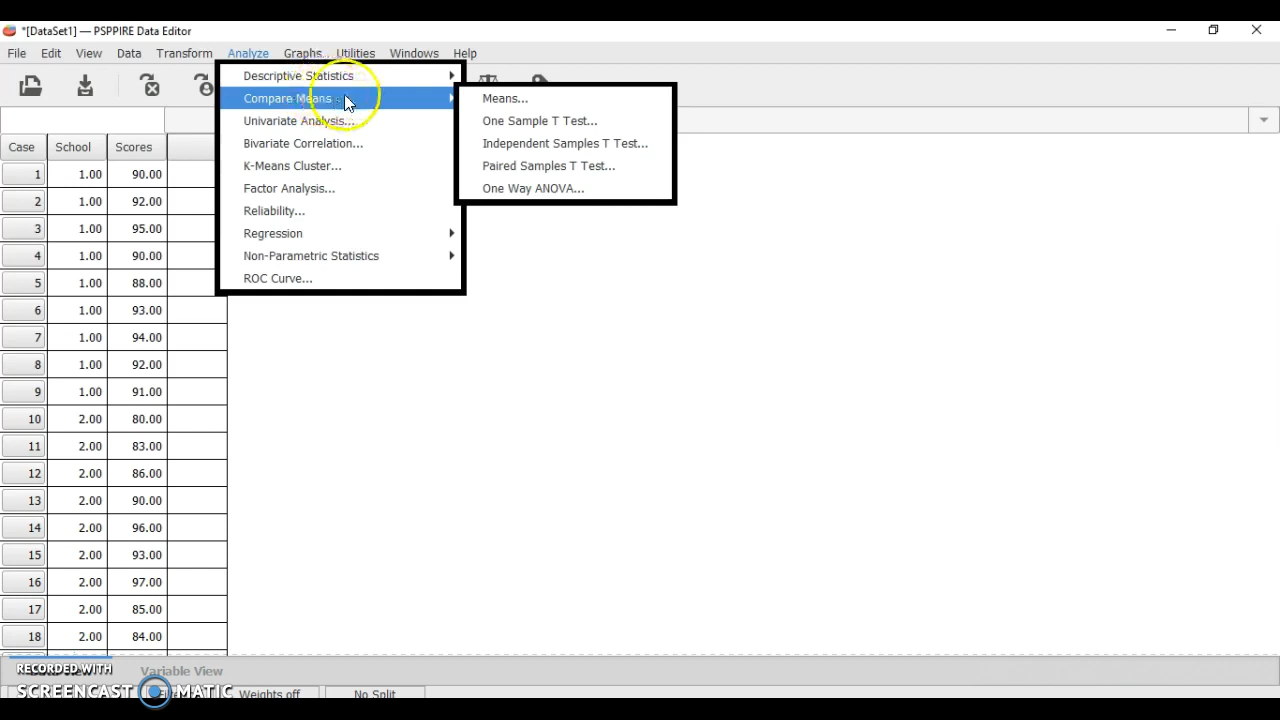 *[DataSet1] — PSPPIRE Data Editor
File Edit View Data Transform Analyze Graphs... Utilities Windows Help
Descriptive Statistics
Compare Means
Univariate Analysis...
Bivariate Correlation...
K-Means Cluster...
Factor Analysis...
Reliability...
Regression
Non-Parametric Statistics
ROC Curve...
Means...
One Sample T Test...
Independent Samples T Test...
Paired Samples T Test...
One Way ANOVA...
Case School Scores
1 1.00 90.00
2 1.00 92.00
3 1.00 95.00
4 1.00 90.00
5 1.00 88.00
6 1.00 93.00
7 1.00 94.00
8 1.00 92.00
9 1.00 91.00
10 2.00 80.00
11 2.00 83.00
12 2.00 86.00
13 2.00 90.00
14 2.00 96.00
15 2.00 93.00
16 2.00 97.00
17 2.00 85.00
18 2.00 84.00
Variable View
RECORDED WITH
SCREENCAST MATIC
Weights off No Split